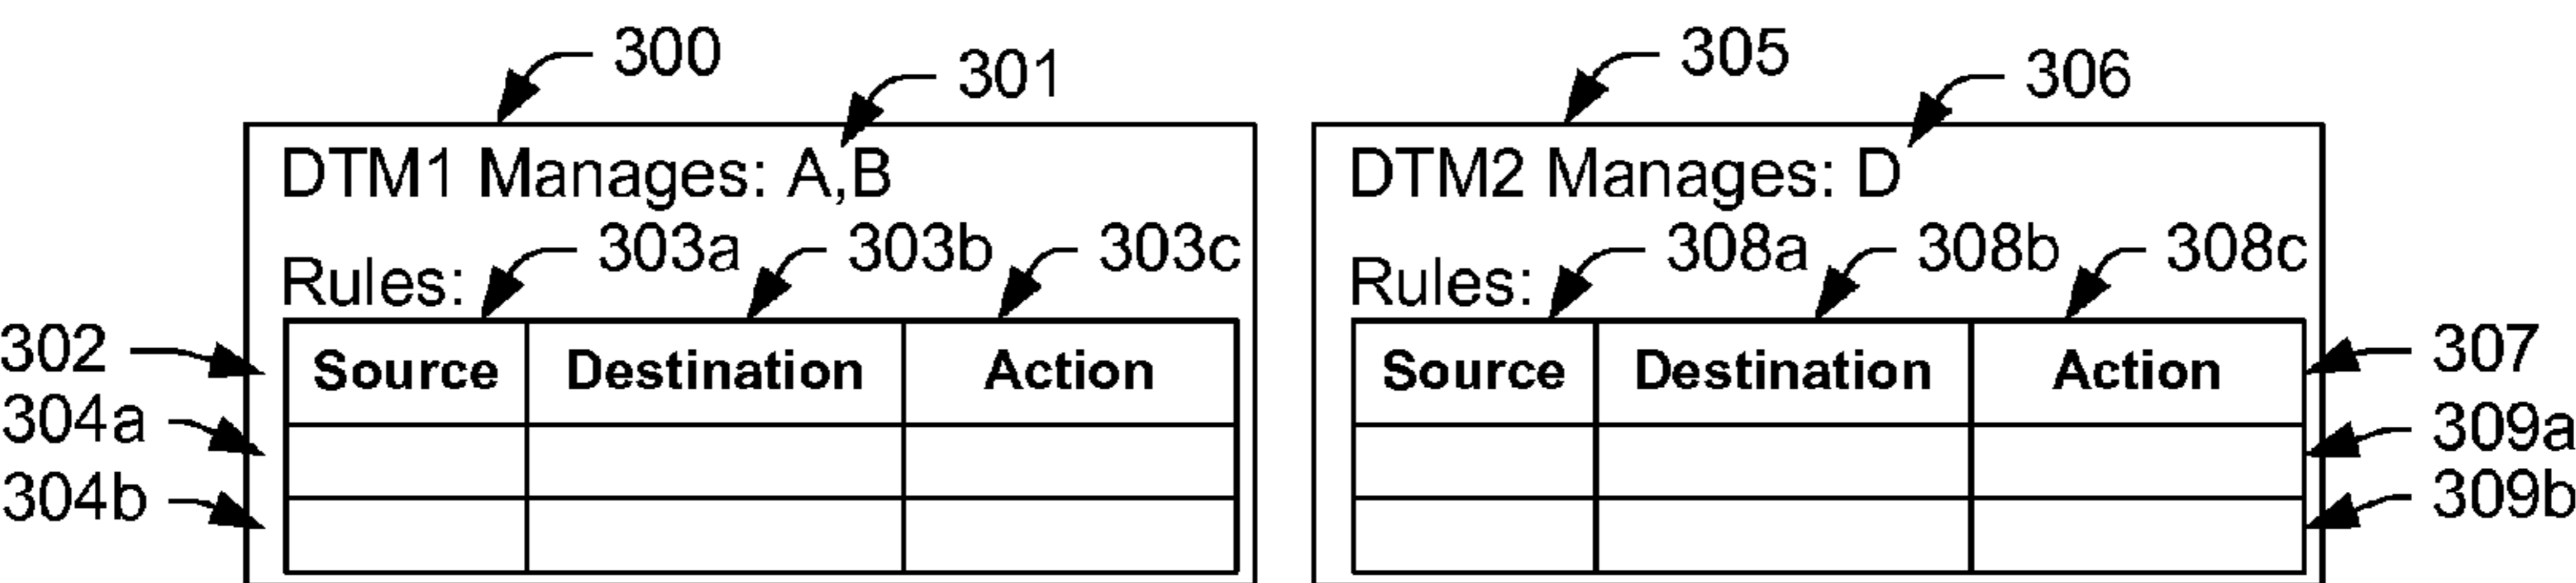 300
301
305
306
DTM1 Manages: A,B
DTM2 Manages: D
Rules:
303a
303b
303c
Rules:
308a
308b
308c
302
Source Destination Action
Source Destination Action
307
304a
309a
304b
309b